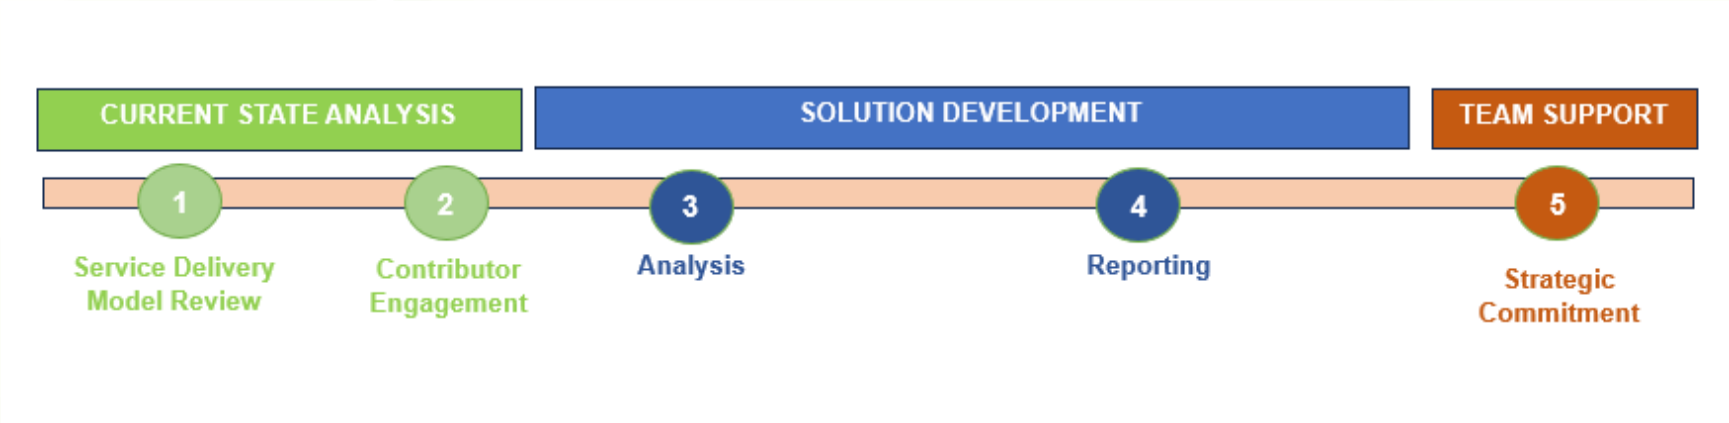 CURRENT STATE ANALYSIS
SOLUTION DEVELOPMENT
TEAM SUPPORT
1
2
3
4
5
Service Delivery
Model Review
Contributor
Engagement
Analysis
Reporting
Strategic
Commitment